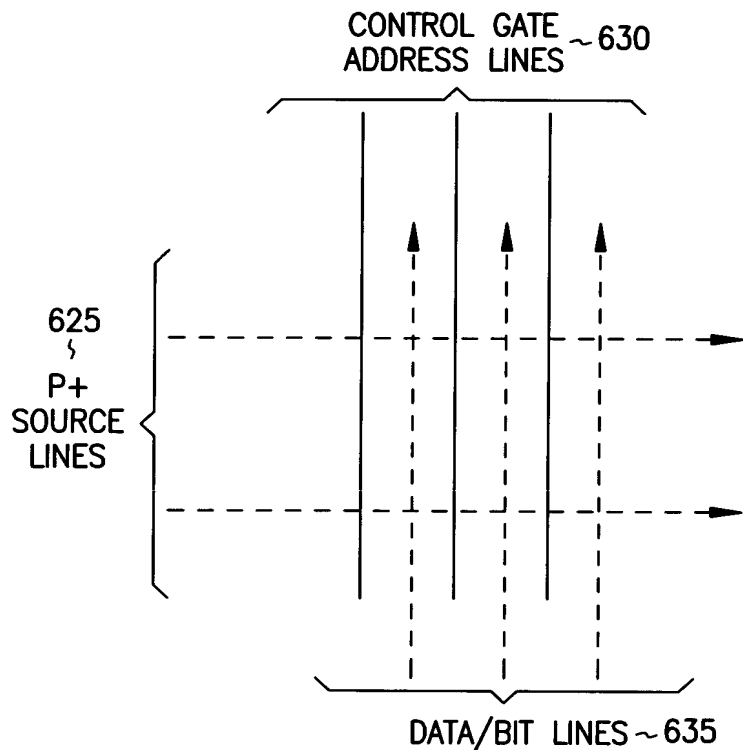 CONTROL GATE
ADDRESS LINES ~630
625
P+
SOURCE
LINES
DATA/BIT LINES ~635